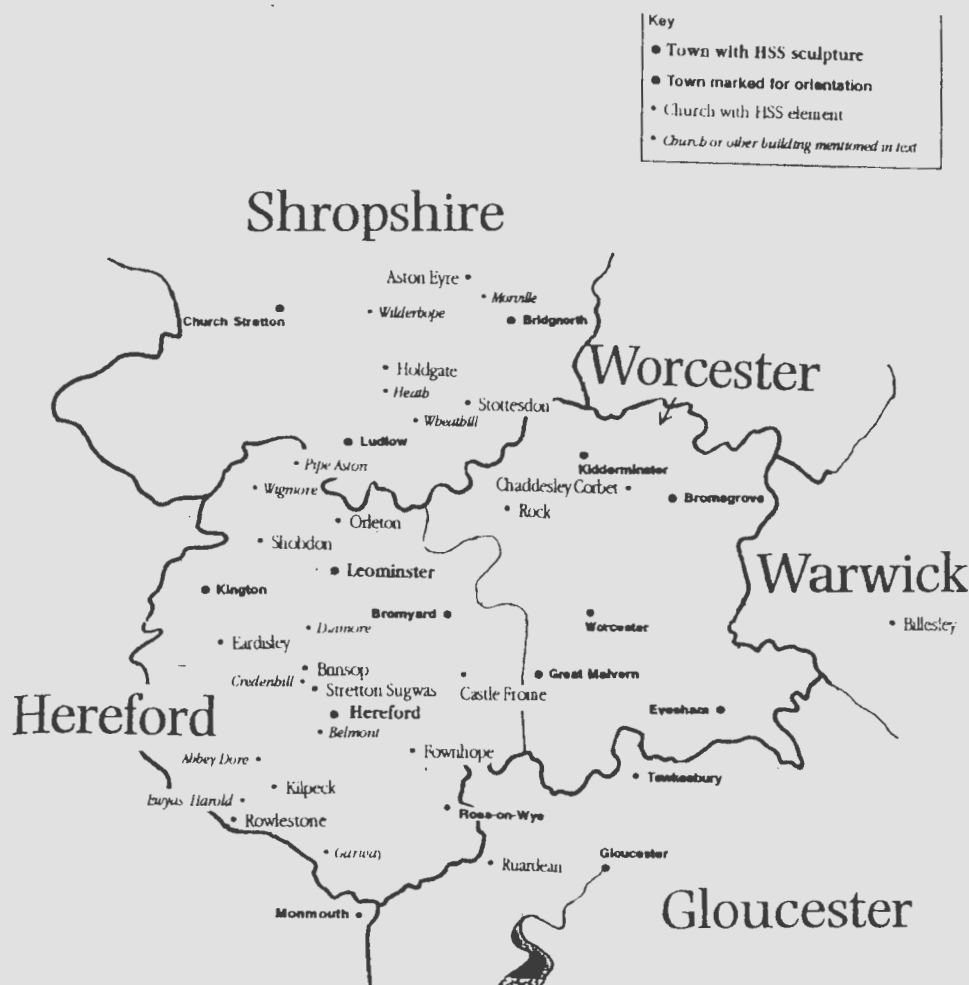 Key
Town with HSS sculpture
Town marked for orientation
Church with HSS element
Church or other building mentioned in text
Shropshire
Aston Eyre
Morville
Church Stretton
Wilderhope
Bridgnorth
Worcester
Holdgate
Heath
Stottesdon
Wheathill
Ludlow
Pipe Aston
Kidderminster
Wigmore
Chaddesley Corbet
Bromsgrove
Rock
Orleton
Shobdon
Leominster
Warwick
Kington
Bromyard
Worcester
Billesley
Dinmore
Eardisley
Brinsop
Credenhill
Stretton Sugwas
Great Malvern
Castle Frome
Hereford
Hereford
Evesham
Belmont
Fownhope
Abbey Dore
Tewkesbury
Kilpeck
Ewyas Harold
Rowlestone
Ross-on-Wye
Garway
Ruardean
Gloucester
Monmouth
Gloucester